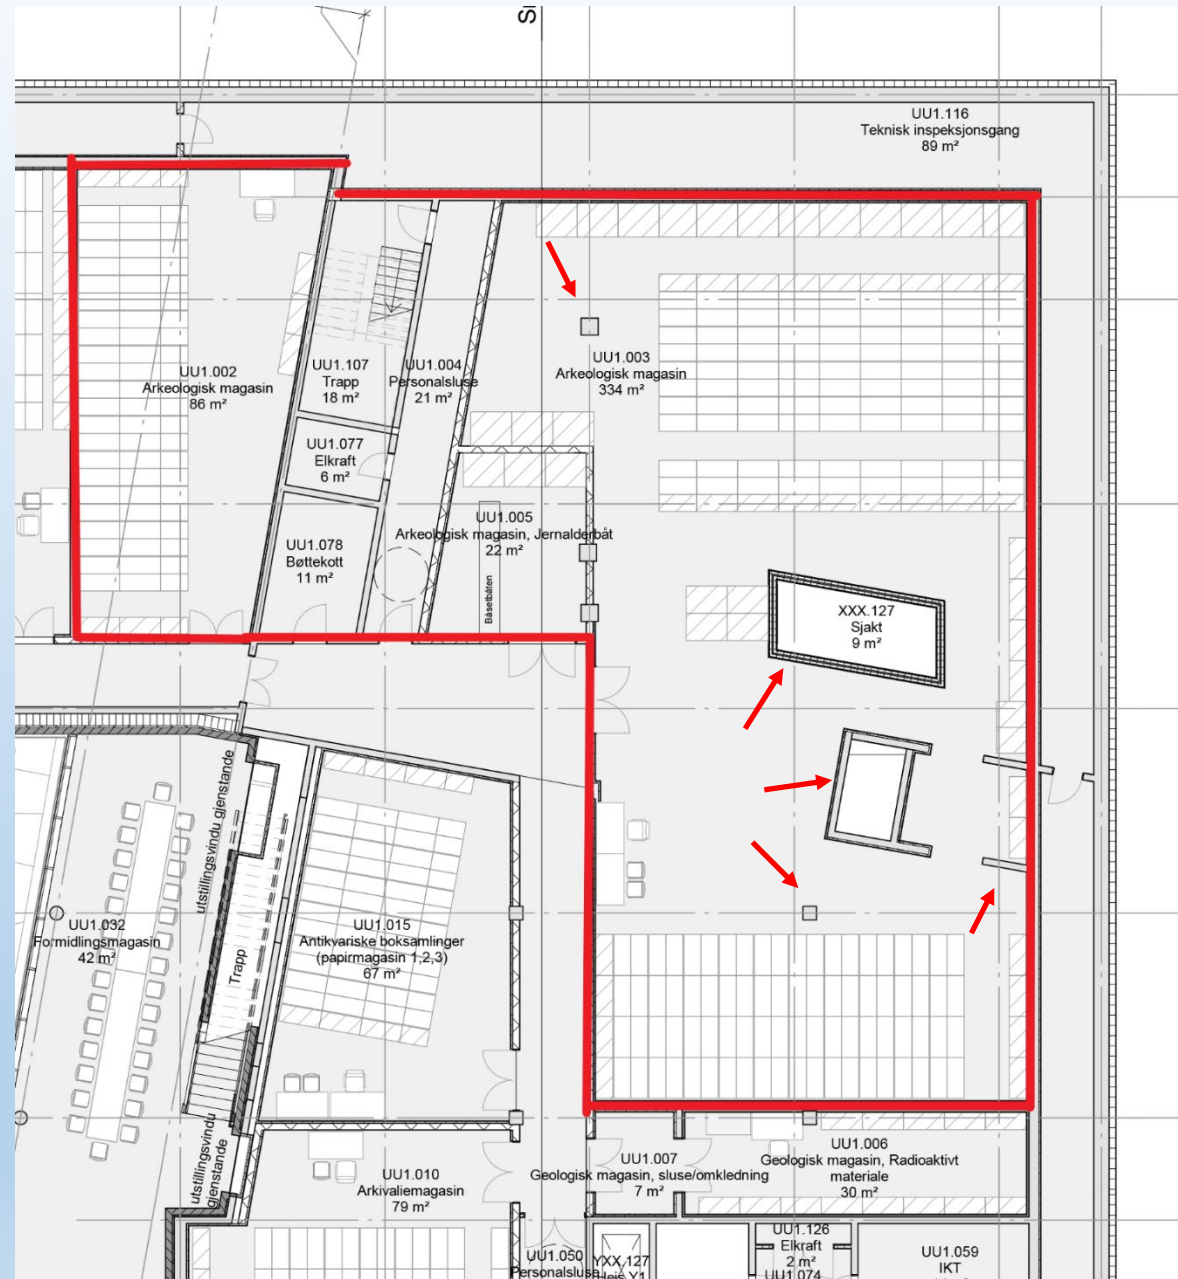 UU1.116
Teknisk inspeksjonsgang
89 m²
UU1.002
Arkeologisk magasin
86 m²
UU1.107
Trapp
18 m²
UU1.004
Personalsluse
21 m²
UU1.003
Arkeologisk magasin
334 m²
UU1.077
Elkraft
6 m²
UU1.005
Arkeologisk magasin, Jernalderbåt
22 m²
UU1.078
Bøttekott
11 m²
Båsetbåten
XXX.127
Sjakt
9 m²
utstillingsvindu gjenstande
Trapp
UU1.032
Formidlingsmagasin
42 m²
UU1.015
Antikvariske boksamlinger
(papirmagasin 1,2,3)
67 m²
utstillingsvindu
gjenstande
UU1.010
Arkivaliemagasin
79 m²
UU1.007
Geologisk magasin, sluse/omkledning
7 m²
UU1.006
Geologisk magasin, Radioaktivt
materiale
30 m²
UU1.050
Personalsluse
YXX.127
Heis Y1
UU1.126
Elkraft
2 m²
UU1.074
UU1.059
IKT